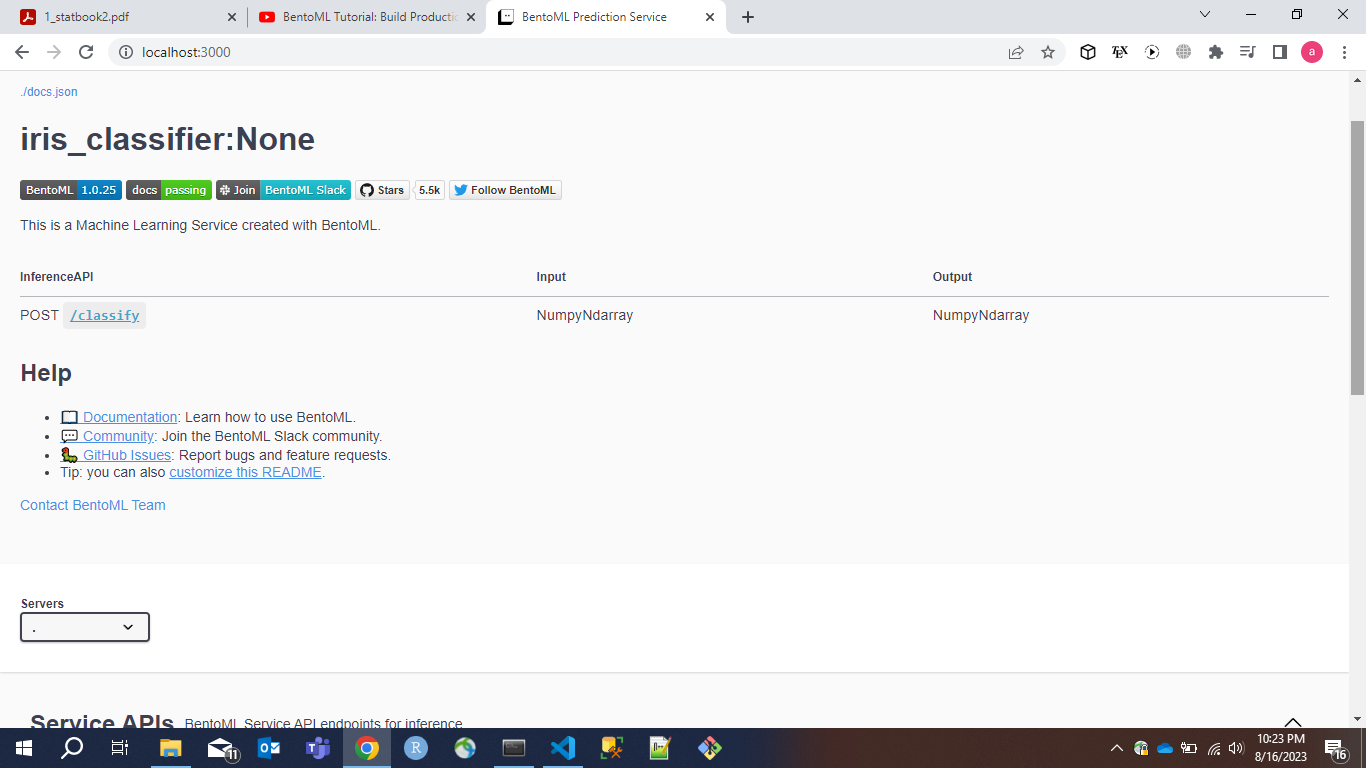 1_statbook2.pdf
BentoML Tutorial: Build Productio
BentoML Prediction Service
localhost:3000
TEX
a
./docs.json
iris_classifier:None
BentoML 1.0.25 docs passing Join BentoML Slack Stars 5.5k Follow BentoML
This is a Machine Learning Service created with BentoML.
InferenceAPI Input Output
POST /classify NumpyNdarray NumpyNdarray
Help
Documentation: Learn how to use BentoML.
Community: Join the BentoML Slack community.
GitHub Issues: Report bugs and feature requests.
Tip: you can also customize this README.
Contact BentoML Team
Servers
.
Service APIs BentoML Service API endpoints for inference.
11
R
10:23 PM
8/16/2023
16